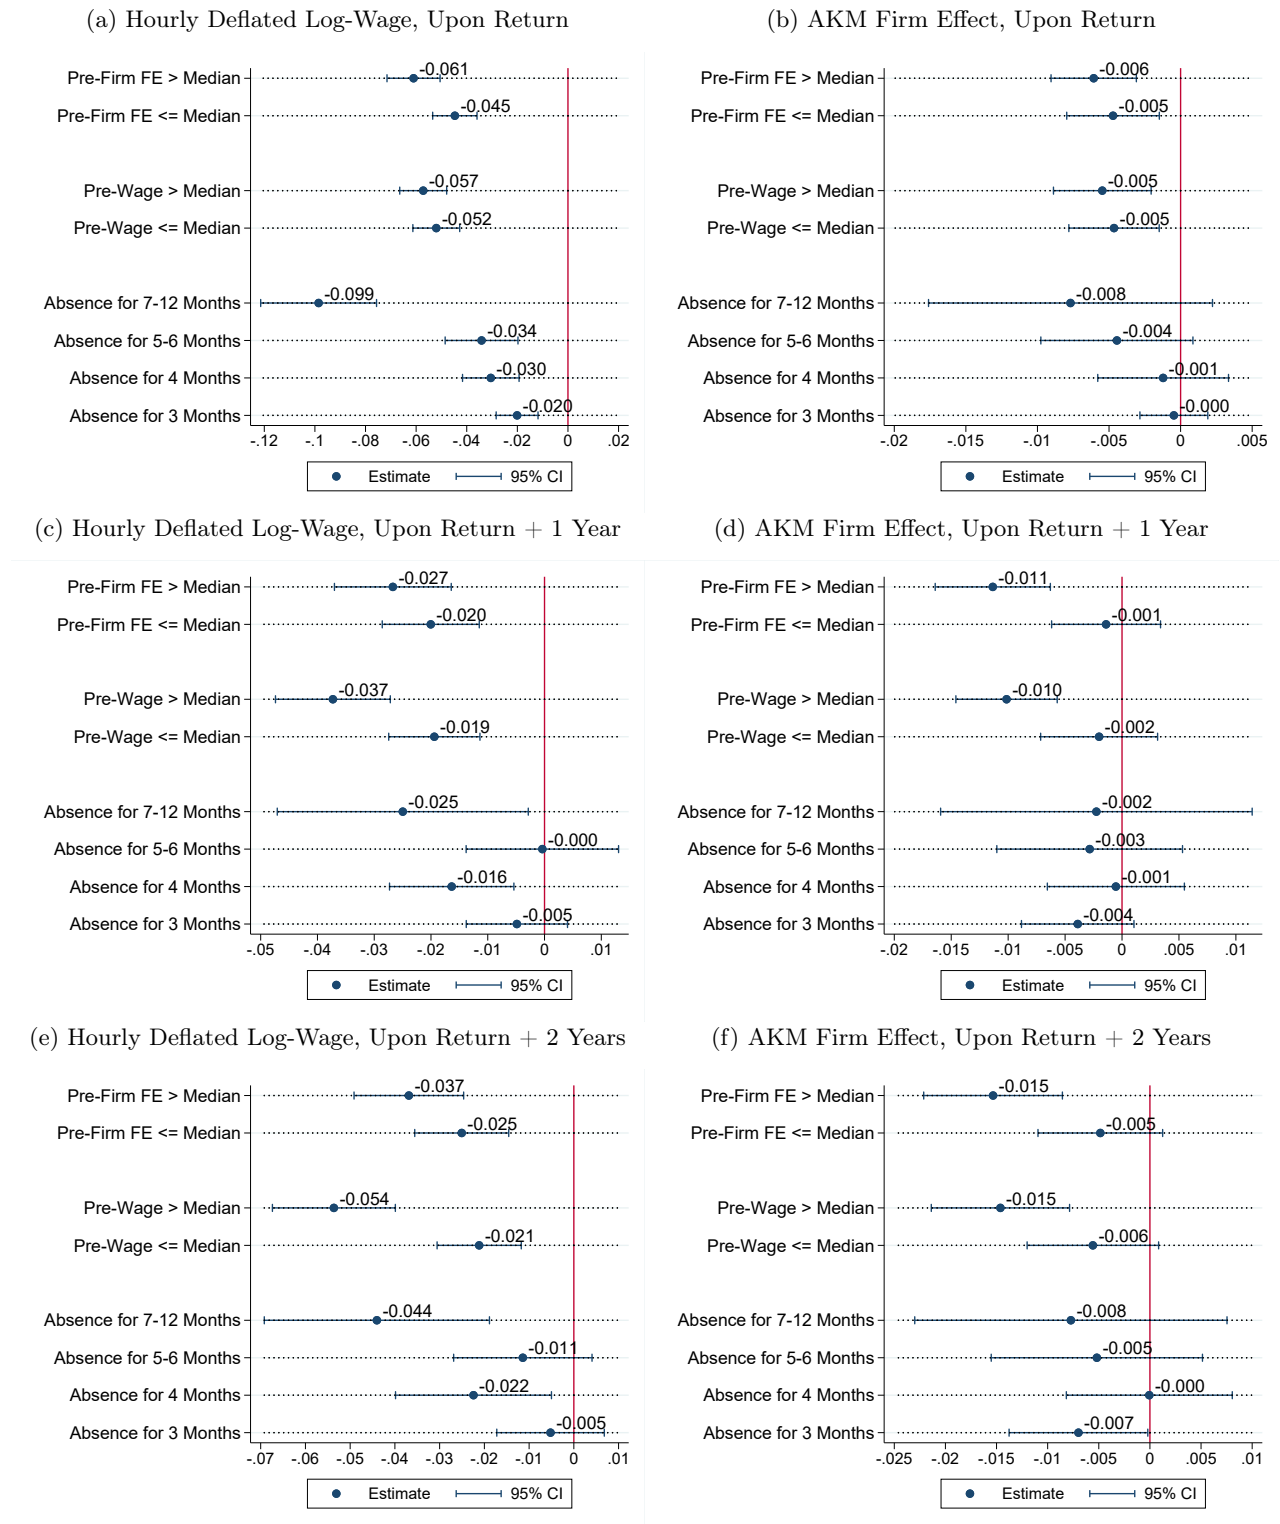 (a) Hourly Deflated Log-Wage, Upon Return
Pre-Firm FE > Median
-0.061
Pre-Firm FE <= Median
-0.045
Pre-Wage > Median
-0.057
Pre-Wage <= Median
-0.052
Absence for 7-12 Months
-0.099
Absence for 5-6 Months
-0.034
Absence for 4 Months
-0.030
Absence for 3 Months
-0.020
-.12 -.1 -.08 -.06 -.04 -.02 0 .02
Estimate 95% CI
(b) AKM Firm Effect, Upon Return
Pre-Firm FE > Median
-0.006
Pre-Firm FE <= Median
-0.005
Pre-Wage > Median
-0.005
Pre-Wage <= Median
-0.005
Absence for 7-12 Months
-0.008
Absence for 5-6 Months
-0.004
Absence for 4 Months
-0.001
Absence for 3 Months
-0.000
-.02 -.015 -.01 -.005 0 .005
Estimate 95% CI
(c) Hourly Deflated Log-Wage, Upon Return + 1 Year
Pre-Firm FE > Median
-0.027
Pre-Firm FE <= Median
-0.020
Pre-Wage > Median
-0.037
Pre-Wage <= Median
-0.019
Absence for 7-12 Months
-0.025
Absence for 5-6 Months
-0.000
Absence for 4 Months
-0.016
Absence for 3 Months
-0.005
-.05 -.04 -.03 -.02 -.01 0 .01
Estimate 95% CI
(d) AKM Firm Effect, Upon Return + 1 Year
Pre-Firm FE > Median
-0.011
Pre-Firm FE <= Median
-0.001
Pre-Wage > Median
-0.010
Pre-Wage <= Median
-0.002
Absence for 7-12 Months
-0.002
Absence for 5-6 Months
-0.003
Absence for 4 Months
-0.001
Absence for 3 Months
-0.004
-.02 -.015 -.01 -.005 0 .005 .01
Estimate 95% CI
(e) Hourly Deflated Log-Wage, Upon Return + 2 Years
Pre-Firm FE > Median
-0.037
Pre-Firm FE <= Median
-0.025
Pre-Wage > Median
-0.054
Pre-Wage <= Median
-0.021
Absence for 7-12 Months
-0.044
Absence for 5-6 Months
-0.011
Absence for 4 Months
-0.022
Absence for 3 Months
-0.005
-.07 -.06 -.05 -.04 -.03 -.02 -.01 0 .01
Estimate 95% CI
(f) AKM Firm Effect, Upon Return + 2 Years
Pre-Firm FE > Median
-0.015
Pre-Firm FE <= Median
-0.005
Pre-Wage > Median
-0.015
Pre-Wage <= Median
-0.006
Absence for 7-12 Months
-0.008
Absence for 5-6 Months
-0.005
Absence for 4 Months
-0.000
Absence for 3 Months
-0.007
-.025 -.02 -.015 -.01 -.005 0 .005 .01
Estimate 95% CI